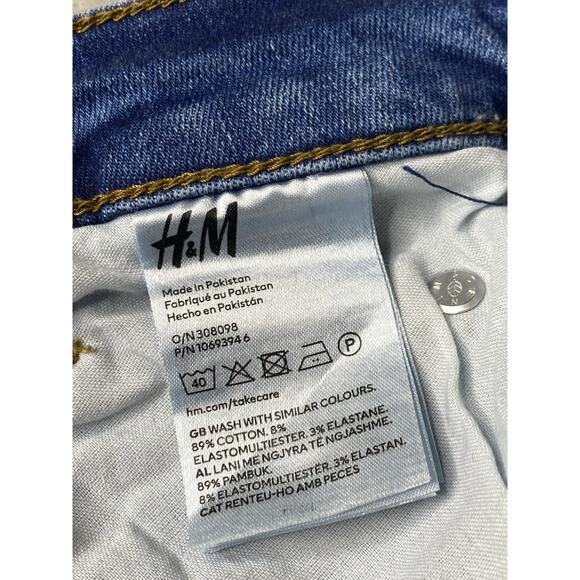 H&M
Made in Pakistan
Fabriqué au Pakistan
Hecho en Pakistán
O/N 308098
P/N 1069394 6
40 P
hm.com/takecare
GB WASH WITH SIMILAR COLOURS.
89% COTTON. 8%
ELASTOMULTIESTER. 3% ELASTANE.
AL LANI ME NGJYRA TË NGJASHME.
89% PAMBUK.
8% ELASTOMULTIESTËR. 3% ELASTAN.
CAT RENTEU-HO AMB PECES